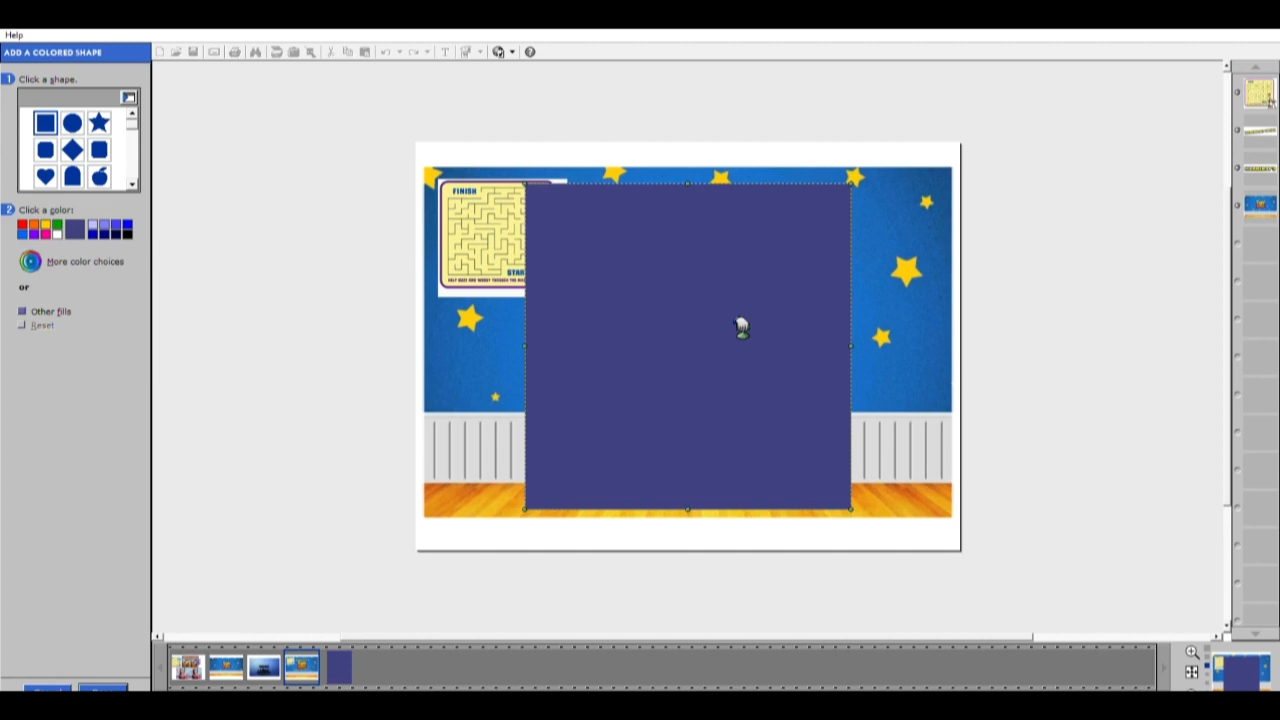 Help
ADD A COLORED SHAPE
1 Click a shape.
2 Click a color:
More color choices
or
Other fills
Reset
FINISH